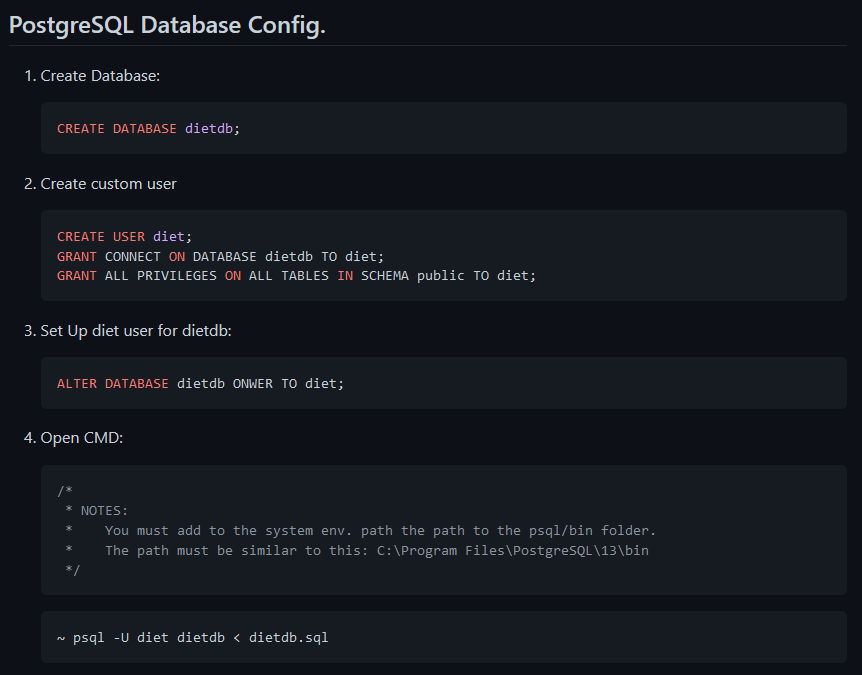 PostgreSQL Database Config.
1. Create Database:
CREATE DATABASE dietdb;
2. Create custom user
CREATE USER diet;
GRANT CONNECT ON DATABASE dietdb TO diet;
GRANT ALL PRIVILEGES ON ALL TABLES IN SCHEMA public TO diet;
3. Set Up diet user for dietdb:
ALTER DATABASE dietdb ONWER TO diet;
4. Open CMD:
/*
* NOTES:
*    You must add to the system env. path the path to the psql/bin folder.
*    The path must be similar to this: C:\Program Files\PostgreSQL\13\bin
*/
~ psql -U diet dietdb < dietdb.sql